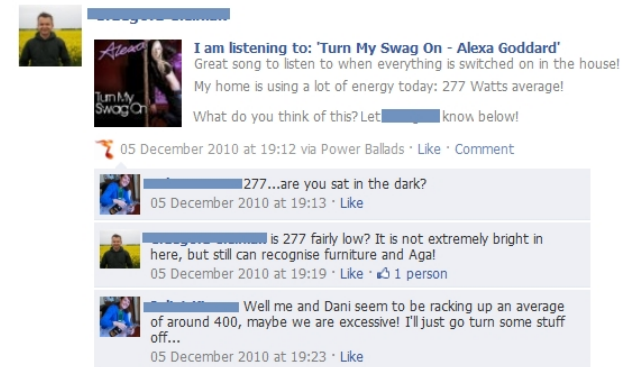 I am listening to: 'Turn My Swag On - Alexa Goddard'
Great song to listen to when everything is switched on in the house!
My home is using a lot of energy today: 277 Watts average!
What do you think of this? Let know below!
Alexa
Turn My
Swag On
05 December 2010 at 19:12 via Power Ballads · Like · Comment
277...are you sat in the dark?
05 December 2010 at 19:13 · Like
is 277 fairly low? It is not extremely bright in
here, but still can recognise furniture and Aga!
05 December 2010 at 19:19 · Like · 1 person
Well me and Dani seem to be racking up an average
of around 400, maybe we are excessive! I'll just go turn some stuff
off...
05 December 2010 at 19:23 · Like